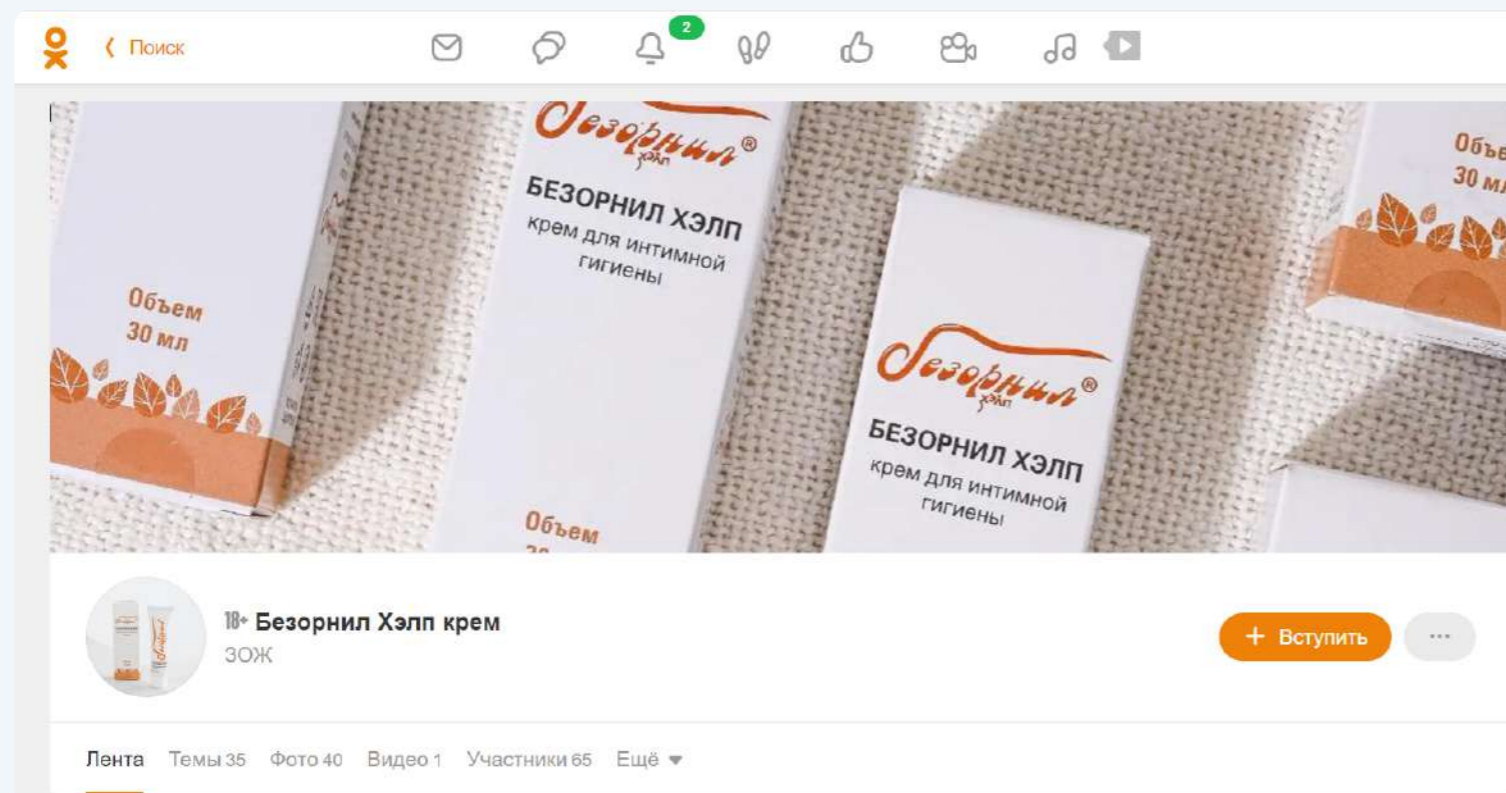 Поиск
2
Безорнил®
хэлп
БЕЗОРНИЛ ХЭЛП
крем для интимной
гигиены
Объем
30 мл
Объем
Безорнил®
хэлп
БЕЗОРНИЛ ХЭЛП
крем для интимной
гигиены
30 мл
18+ Безорнил Хэлп крем
ЗОЖ
+ Вступить
Лента Темы 35 Фото 40 Видео 1 Участники 65 Ещё